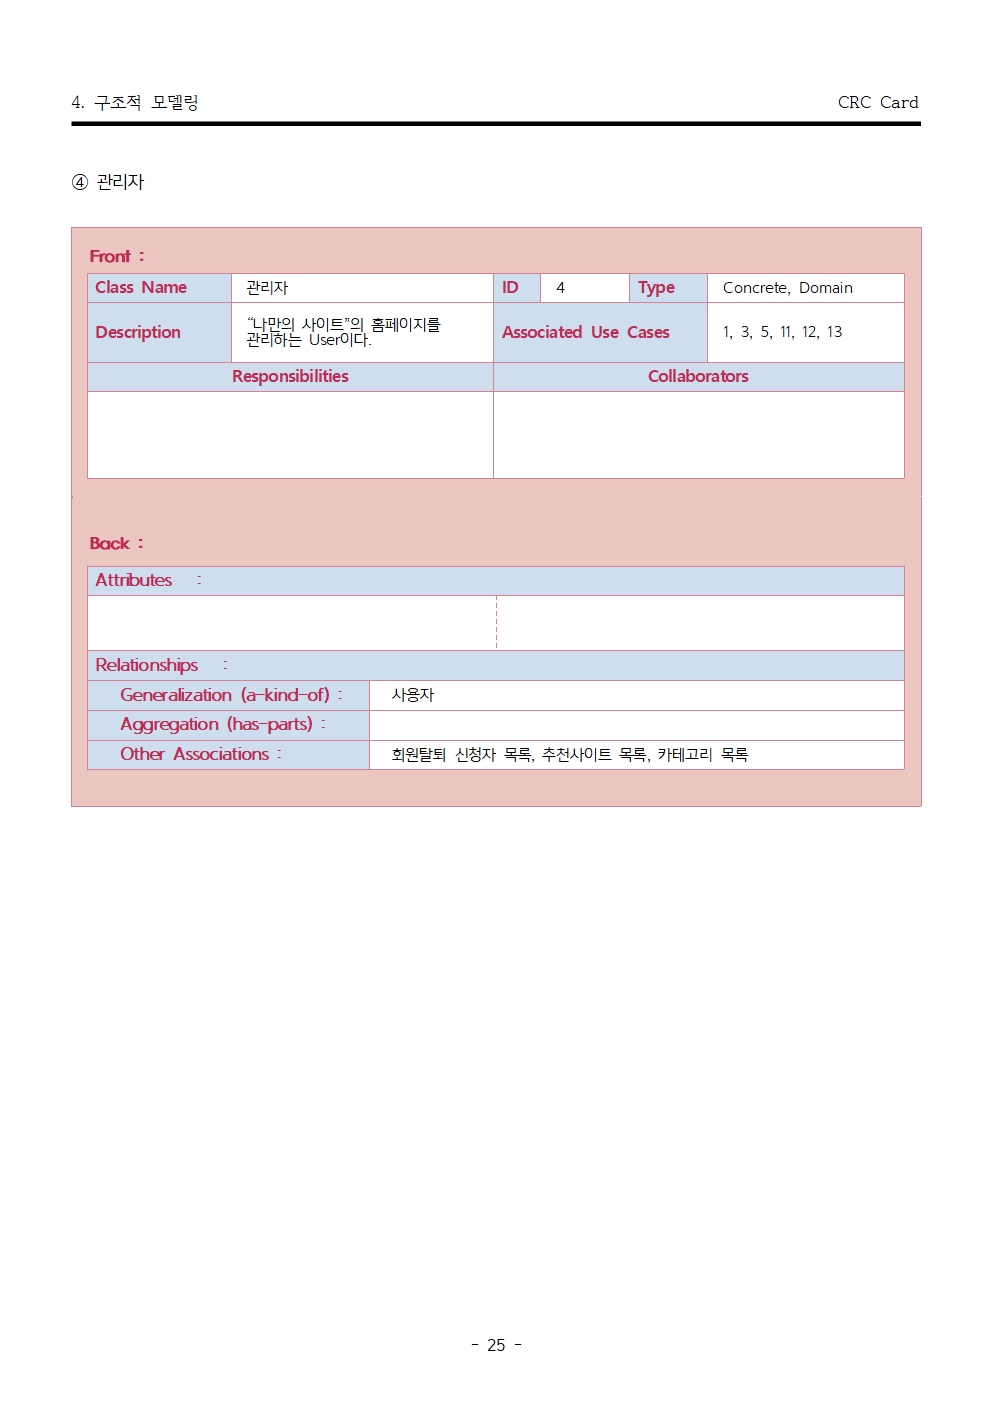 4. 구조적 모델링 CRC Card
④ 관리자
Front :
Class Name 관리자 ID 4 Type Concrete, Domain
Description “나만의 사이트”의 홈페이지를
관리하는 User이다. Associated Use Cases 1, 3, 5, 11, 12, 13
Responsibilities Collaborators
Back :
Attributes :
Relationships :
Generalization (a-kind-of) : 사용자
Aggregation (has-parts) :
Other Associations : 회원탈퇴 신청자 목록, 추천사이트 목록, 카테고리 목록
- 25 -